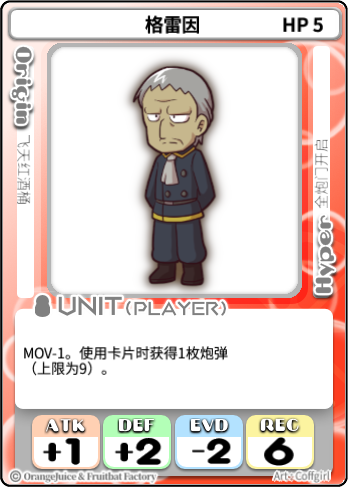 格雷因 HP 5
Origin
飞天红酒桶
Hyper
全炮门开启
UNIT(PLAYER)
MOV-1。使用卡片时获得1枚炮弹
（上限为9）。
ATK DEF EVD REC
+1 +2 -2 6
© OrangeJuice & Fruitbat Factory Art: Coffgirl